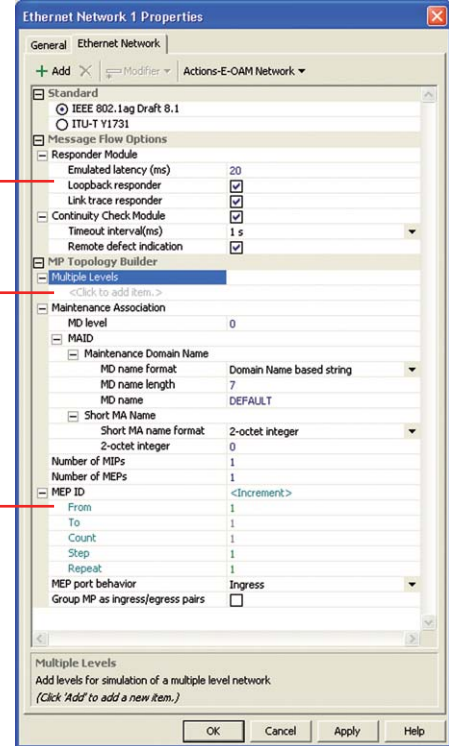 Ethernet Network 1 Properties
General Ethernet Network
Add Modifier Actions-E-OAM Network
Standard
IEEE 802.1ag Draft 8.1
ITU-T Y1731
Message Flow Options
Responder Module
Emulated latency (ms) 20
Loopback responder
Link trace responder
Continuity Check Module
Timeout interval(ms) 1 s
Remote defect indication
MP Topology Builder
Multiple Levels
<Click to add item.>
Maintenance Association
MD level 0
MAID
Maintenance Domain Name
MD name format Domain Name based string
MD name length 7
MD name DEFAULT
Short MA Name
Short MA name format 2-octet integer
2-octet integer 0
Number of MIPs 1
Number of MEPs 1
MEP ID <Increment>
From 1
To 1
Count 1
Step 1
Repeat 1
MEP port behavior Ingress
Group MP as ingress/egress pairs
Multiple Levels
Add levels for simulation of a multiple level network
(Click 'Add' to add a new item.)
OK Cancel Apply Help